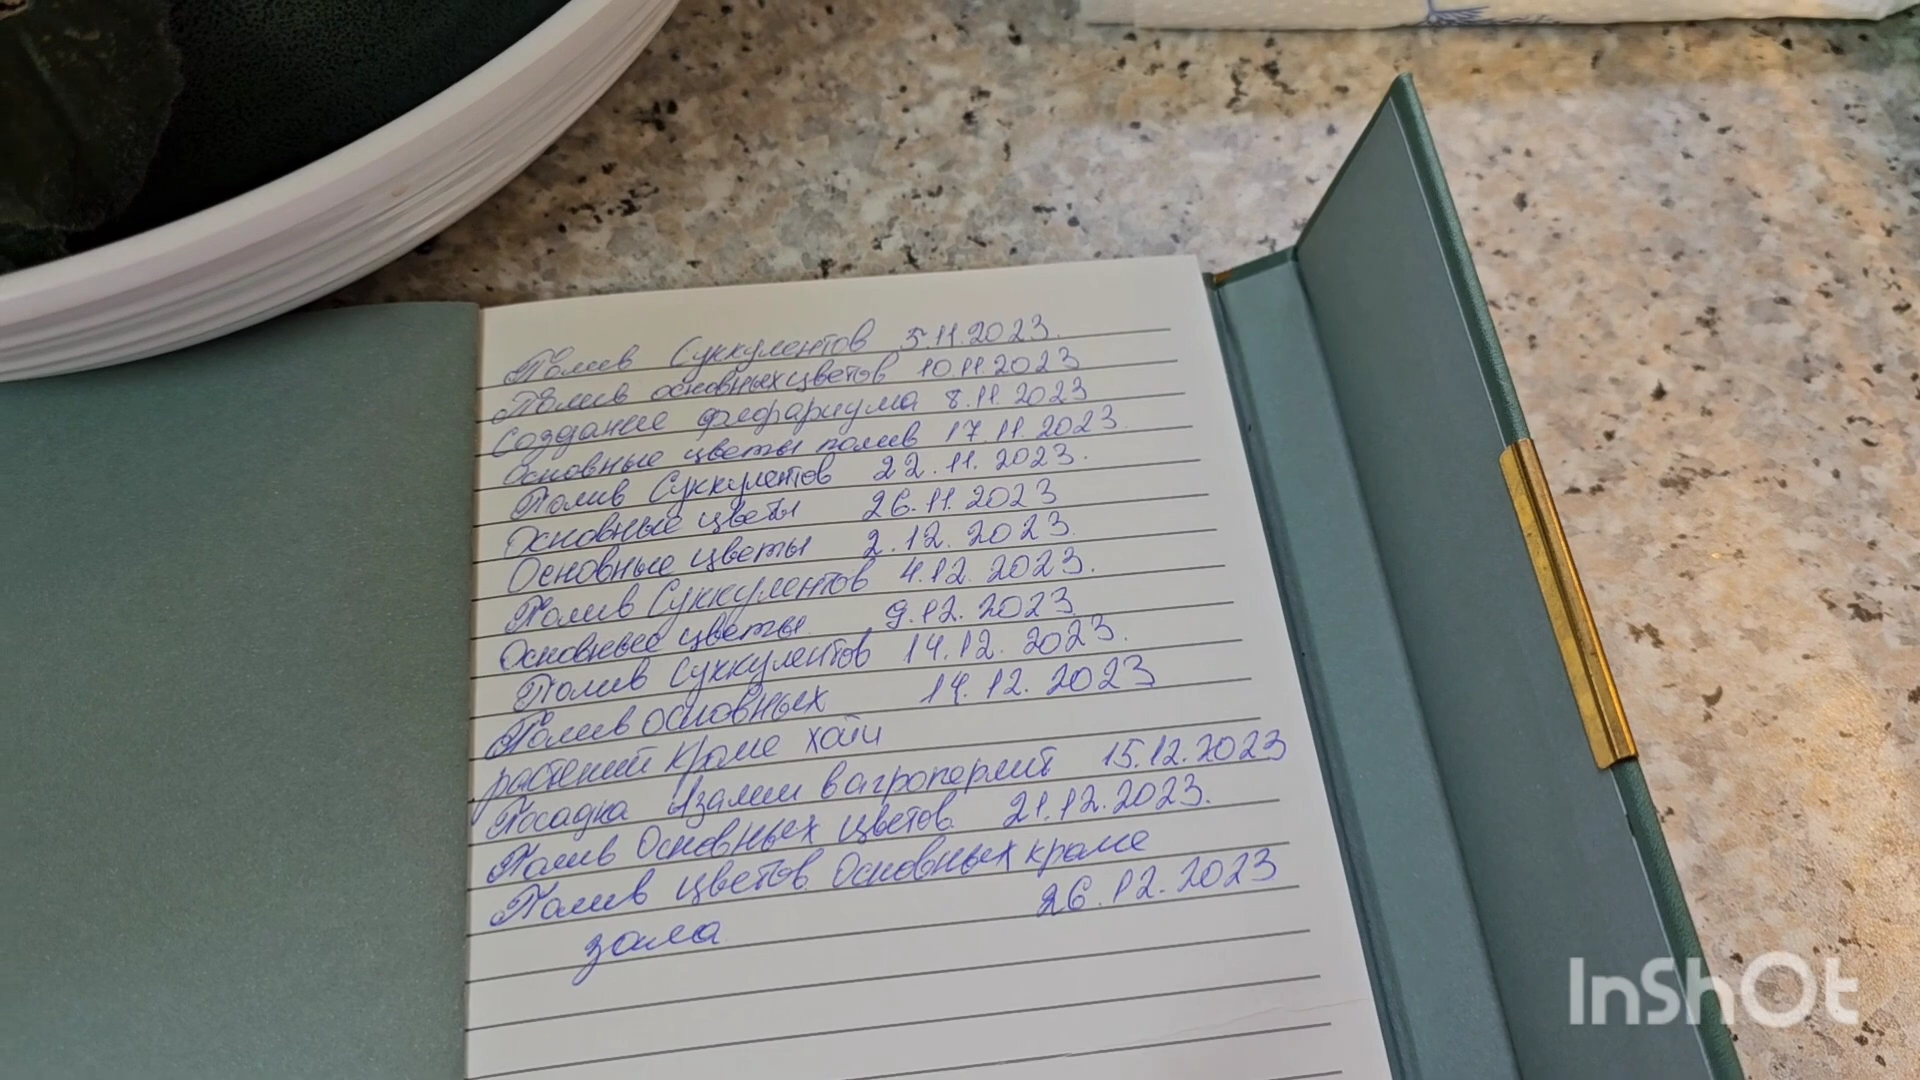 Полив Суккулентов 5.11.2023.
Полив основных цветов 10.11.2023
Создание флорариума 8.11.2023
Основные цветы полив 17.11.2023.
Полив Суккулентов 22.11.2023.
Основные цветы 26.11.2023
Основные цветы 2.12.2023.
Полив Суккулентов 4.12.2023.
Основные цветы 9.12.2023
Полив Суккулентов 14.12.2023.
Полив основных 14.12.2023
растений кроме хойи
Посадка Азалии в агроперлит 15.12.2023
Полив Основных цветов. 21.12.2023.
Полив цветов Основных кроме
зала 26.12.2023
InShOt